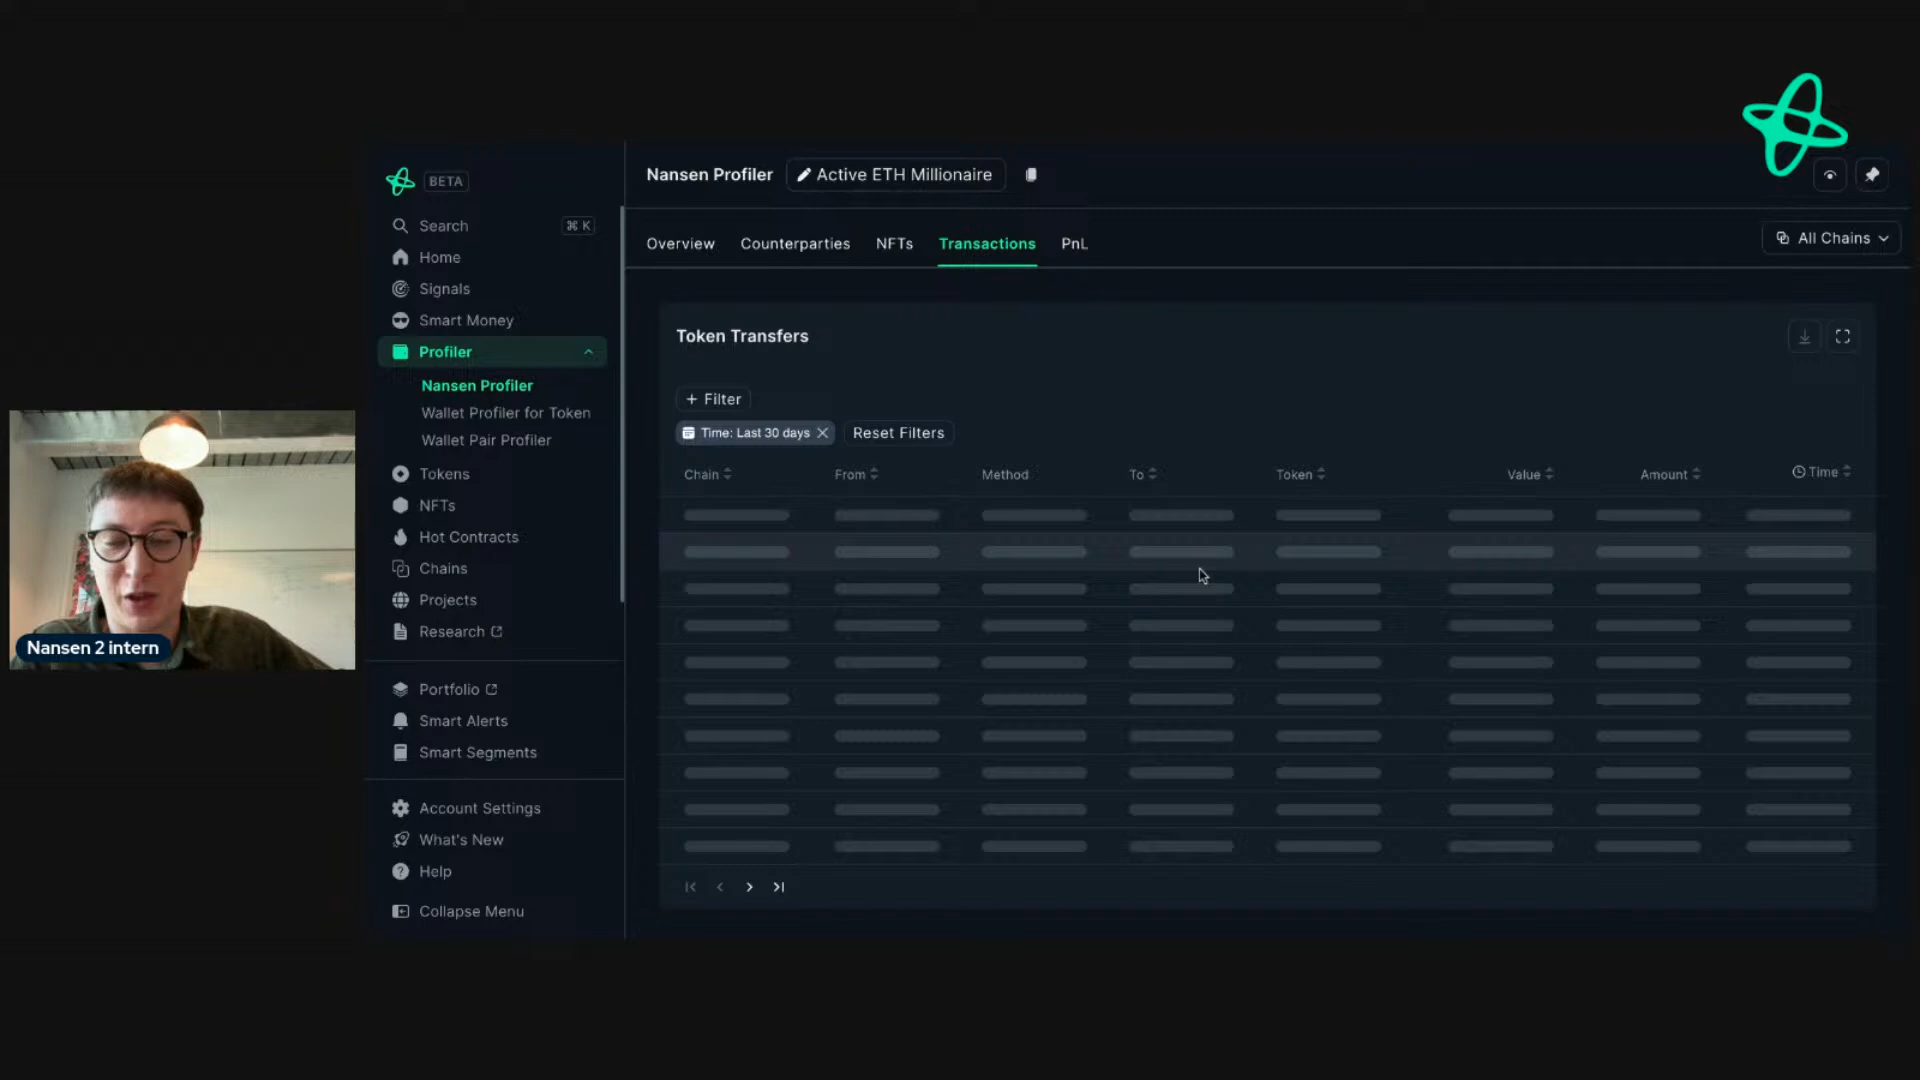 BETA
Search
⌘ K
Home
Signals
Smart Money
Profiler
Nansen Profiler
Wallet Profiler for Token
Wallet Pair Profiler
Tokens
NFTs
Hot Contracts
Chains
Projects
Research
Portfolio
Smart Alerts
Smart Segments
Account Settings
What's New
Help
Collapse Menu
Nansen 2 intern
Nansen Profiler
Active ETH Millionaire
Overview
Counterparties
NFTs
Transactions
PnL
All Chains
Token Transfers
+ Filter
Time: Last 30 days
Reset Filters
Chain
From
Method
To
Token
Value
Amount
Time